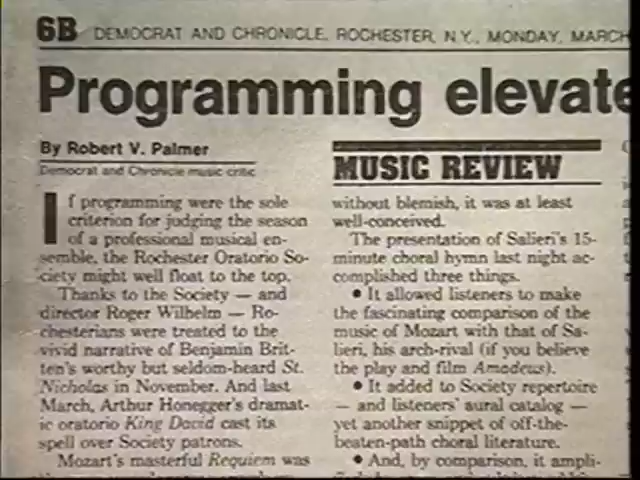 6B DEMOCRAT AND CHRONICLE, ROCHESTER, N.Y., MONDAY, MARCH
Programming elevate
By Robert V. Palmer
Democrat and Chronicle music critic
If programming were the sole
criterion for judging the season
of a professional musical en-
semble, the Rochester Oratorio So-
ciety might well float to the top.
Thanks to the Society — and
director Roger Wilhelm — Ro-
chesterians were treated to the
vivid narrative of Benjamin Brit-
ten's worthy but seldom-heard St.
Nicholas in November. And last
March, Arthur Honegger's dramat-
ic oratorio King David cast its
spell over Society patrons.
Mozart's masterful Requiem was
MUSIC REVIEW
without blemish, it was at least
well-conceived.
The presentation of Salieri's 15-
minute choral hymn last night ac-
complished three things.
• It allowed listeners to make
the fascinating comparison of the
music of Mozart with that of Sa-
lieri, his arch-rival (if you believe
the play and film Amadeus).
• It added to Society repertoire
— and listeners' aural catalog —
yet another snippet of off-the-
beaten-path choral literature.
• And, by comparison, it ampli-